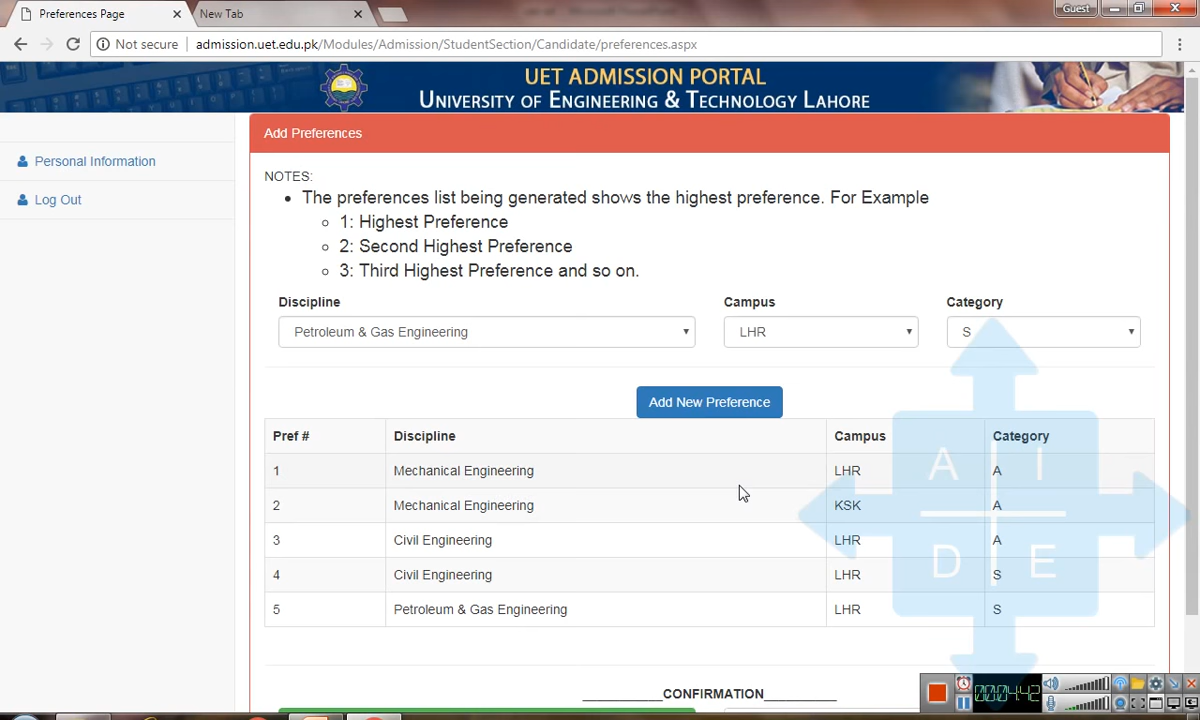 Preferences Page
New Tab
Guest
Not secure
admission.uet.edu.pk/Modules/Admission/StudentSection/Candidate/preferences.aspx
UET ADMISSION PORTAL
UNIVERSITY OF ENGINEERING & TECHNOLOGY LAHORE
Personal Information
Log Out
Add Preferences
NOTES:
• The preferences list being generated shows the highest preference. For Example
○ 1: Highest Preference
○ 2: Second Highest Preference
○ 3: Third Highest Preference and so on.
Discipline Campus Category
Petroleum & Gas Engineering LHR S
Add New Preference
Pref # Discipline Campus Category
1 Mechanical Engineering LHR A
2 Mechanical Engineering KSK A
3 Civil Engineering LHR A
4 Civil Engineering LHR S
5 Petroleum & Gas Engineering LHR S
A I
D E
__________CONFIRMATION__________
00:04:42